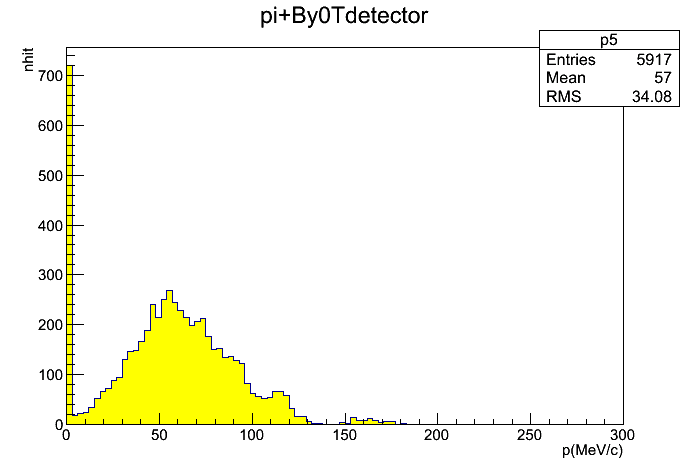 pi+By0Tdetector
p5
Entries 5917
Mean 57
RMS 34.08
nhit
700
600
500
400
300
200
100
0
0 50 100 150 200 250 300
p(MeV/c)